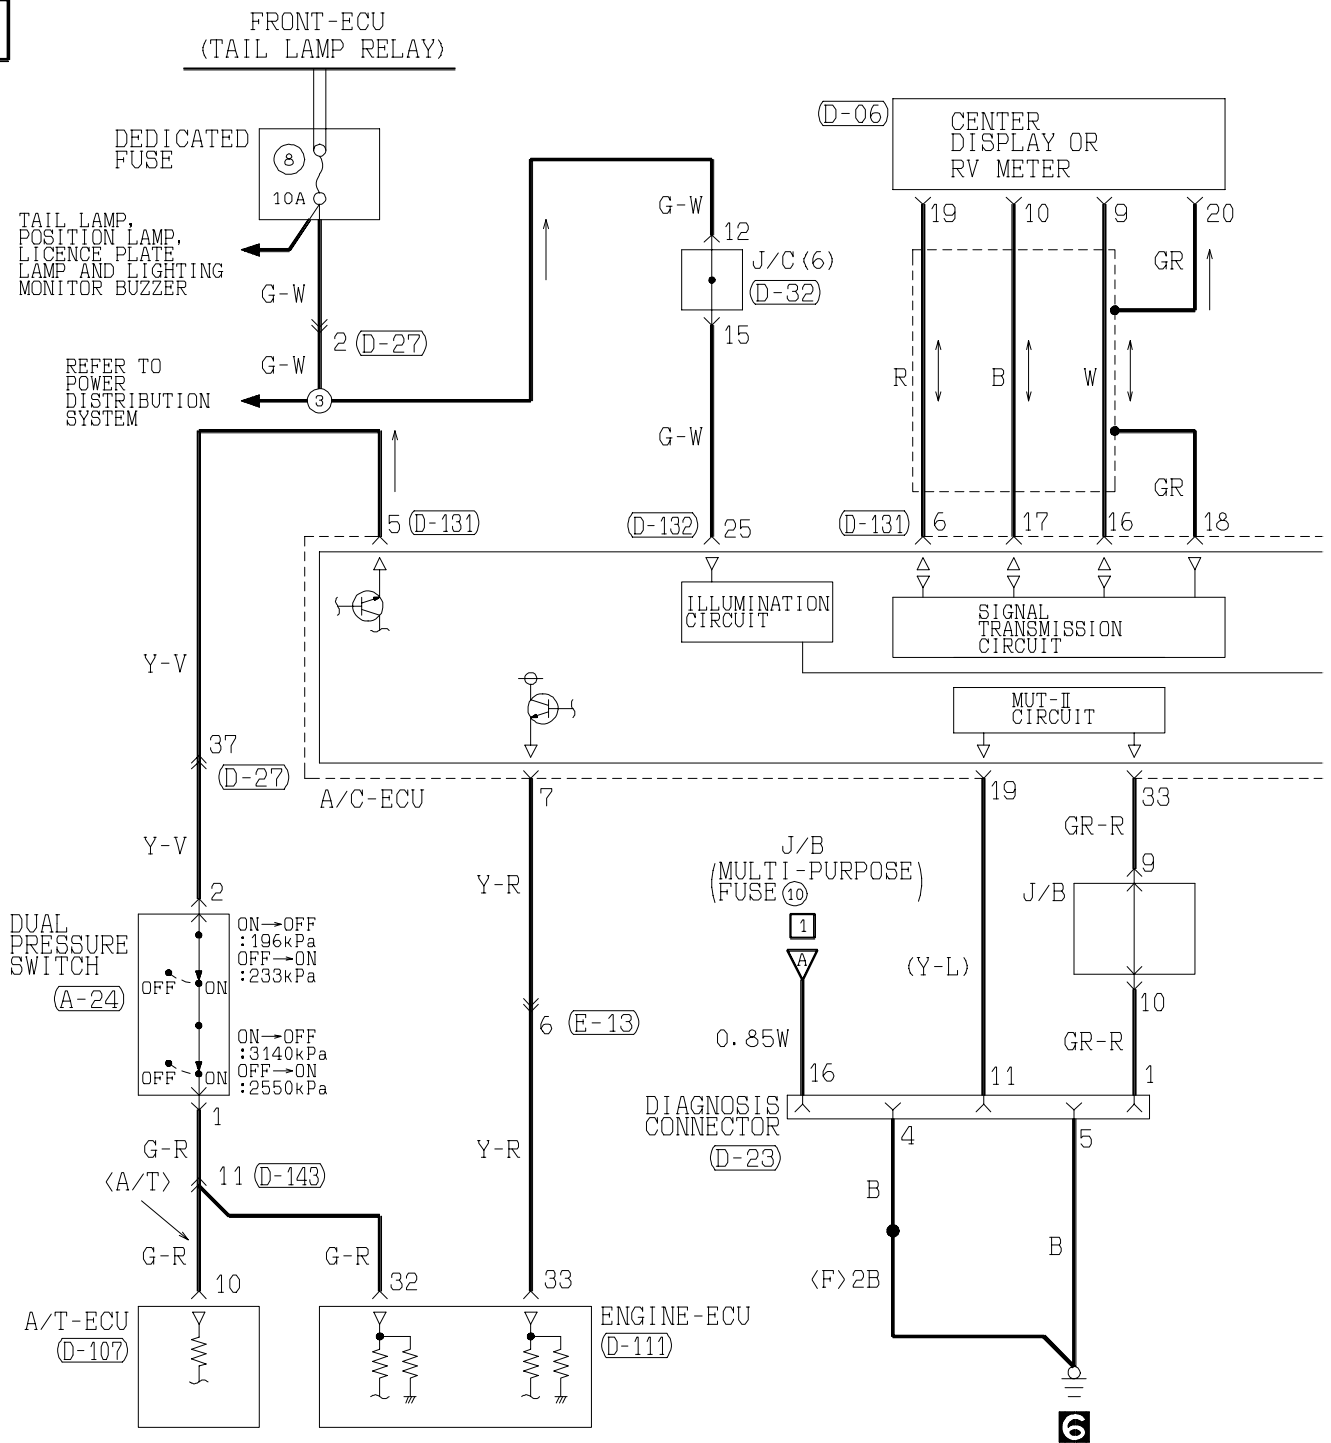 FRONT-ECU
(TAIL LAMP RELAY)
DEDICATED
FUSE
8
10A
TAIL LAMP,
POSITION LAMP,
LICENCE PLATE
LAMP AND LIGHTING
MONITOR BUZZER
G-W
2 (D-27)
G-W
REFER TO
POWER
DISTRIBUTION
SYSTEM
3
G-W
12
J/C(6)
D-32
15
G-W
D-132 25
D-06
CENTER
DISPLAY OR
RV METER
19 10 9 20
GR
R B W
GR
D-131 6 17 16 18
5 D-131
ILLUMINATION
CIRCUIT
SIGNAL
TRANSMISSION
CIRCUIT
MUT-Ⅱ
CIRCUIT
A/C-ECU
7 19 33
Y-V
37
D-27
Y-V
2
DUAL
PRESSURE
SWITCH
A-24
ON→OFF
:196kPa
OFF→ON
:233kPa
OFF ON
ON→OFF
:3140kPa
OFF→ON
:2550kPa
OFF ON
1
G-R
11 D-143
<A/T>
G-R
10
G-R
32
A/T-ECU
D-107
Y-R
6 E-13
Y-R
33
ENGINE-ECU
D-111
J/B
(MULTI-PURPOSE)
FUSE 10
1
A
0.85W
16
(Y-L)
11
GR-R
9
J/B
10
GR-R
1
DIAGNOSIS
CONNECTOR
D-23
4 5
B
<F>2B
B
6